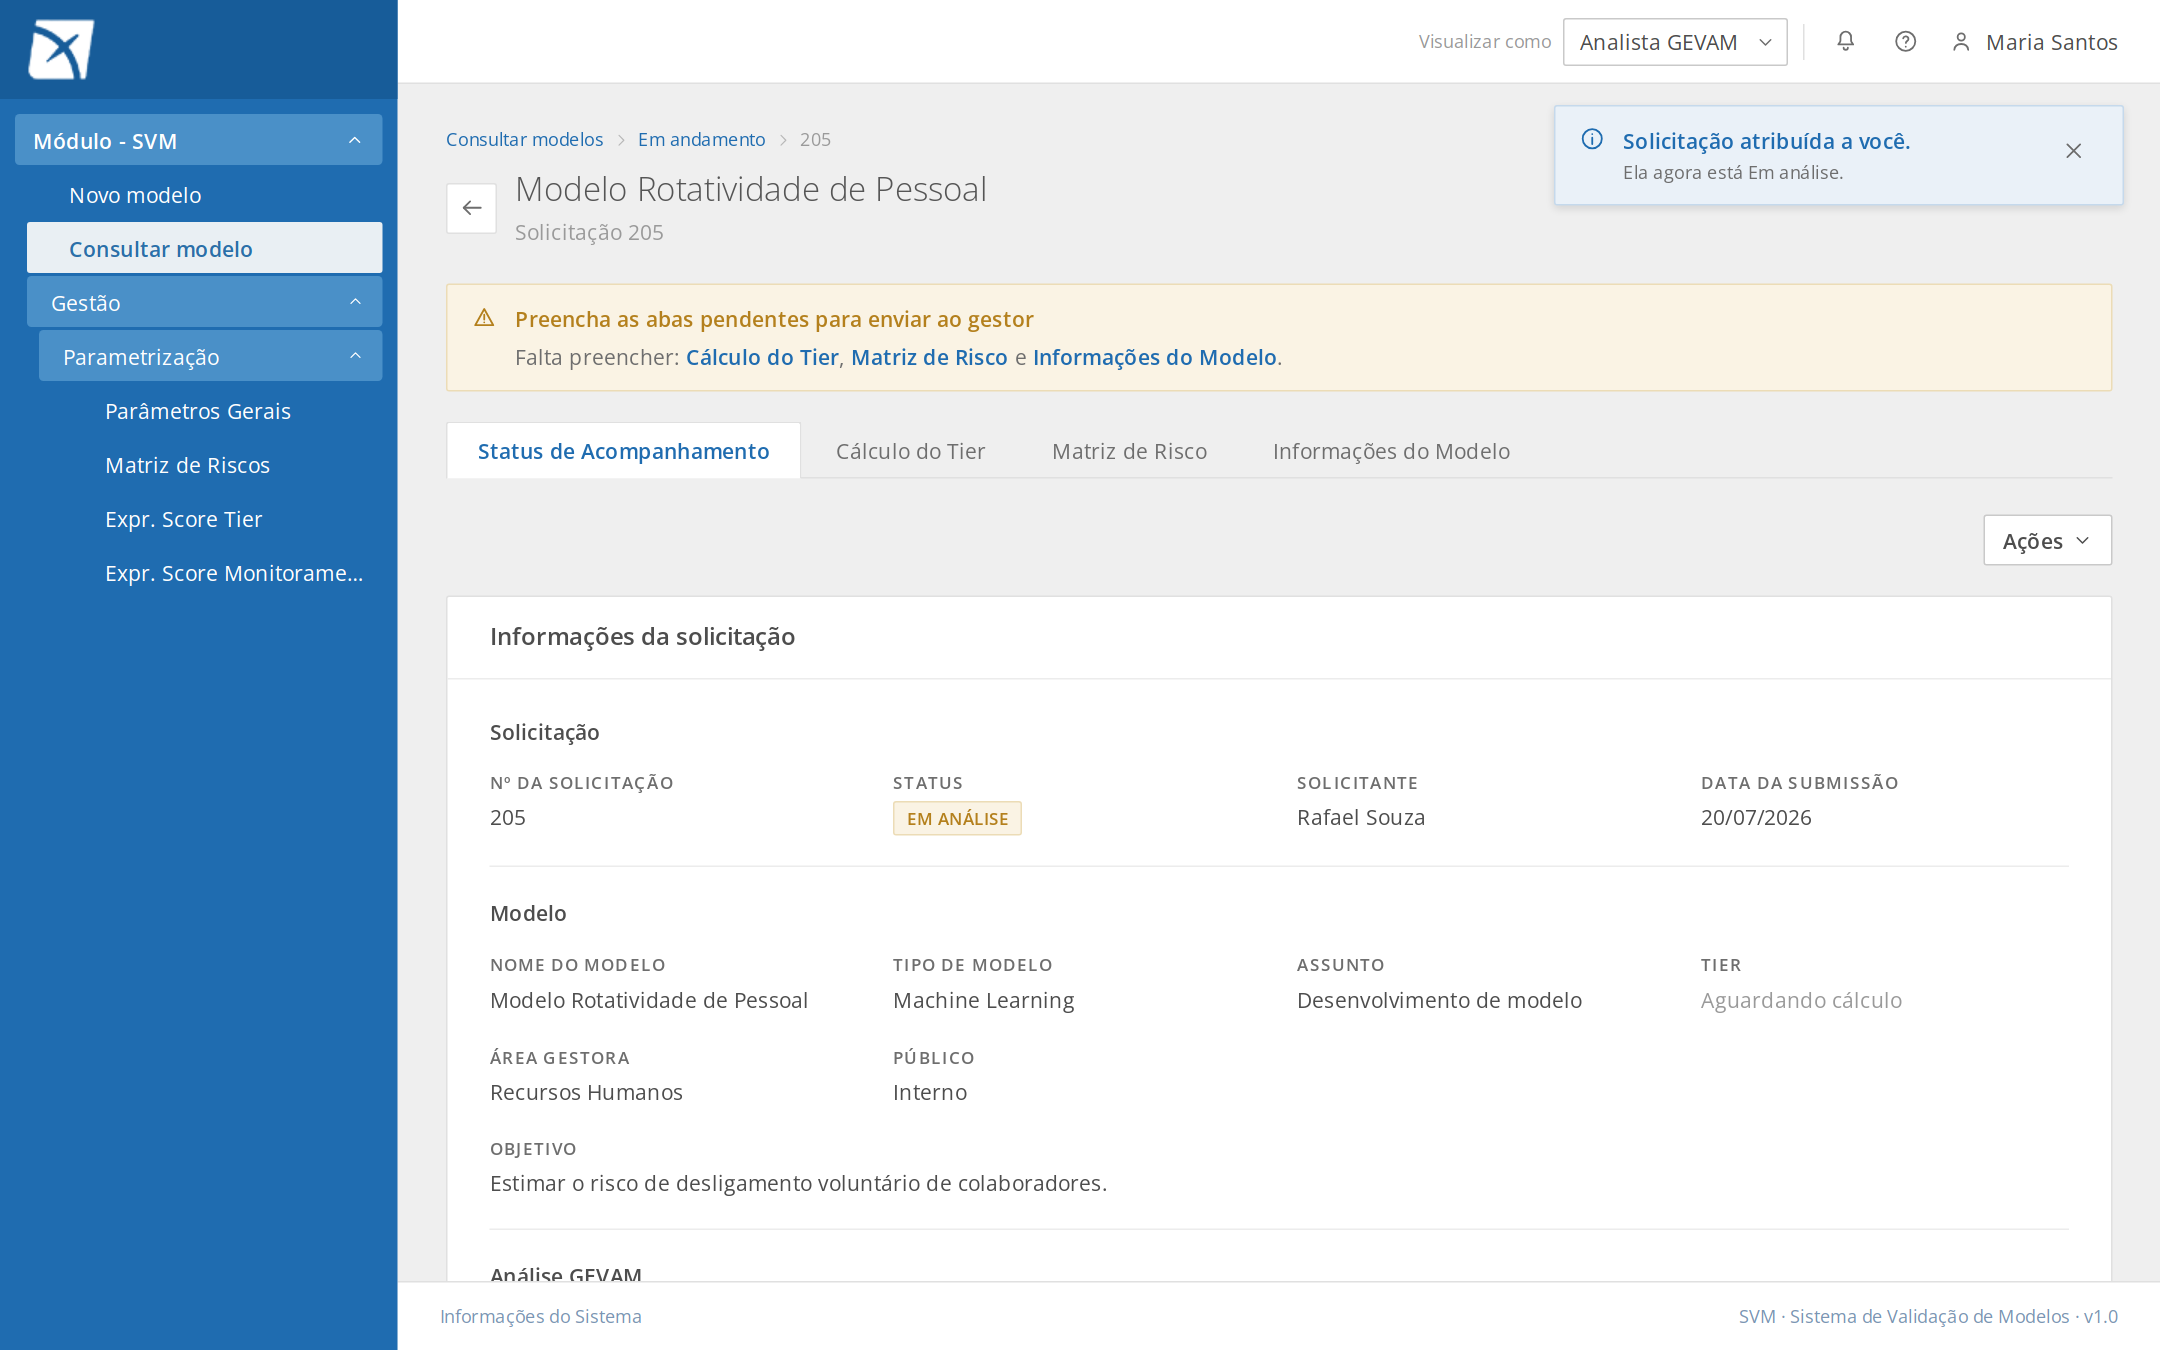 Visualizar como
Analista GEVAM
Maria Santos
Módulo - SVM
Novo modelo
Consultar modelo
Gestão
Parametrização
Parâmetros Gerais
Matriz de Riscos
Expr. Score Tier
Expr. Score Monitorame...
Consultar modelos > Em andamento > 205
Modelo Rotatividade de Pessoal
Solicitação 205
Solicitação atribuída a você.
Ela agora está Em análise.
Preencha as abas pendentes para enviar ao gestor
Falta preencher: Cálculo do Tier, Matriz de Risco e Informações do Modelo.
Status de Acompanhamento
Cálculo do Tier
Matriz de Risco
Informações do Modelo
Ações
Informações da solicitação
Solicitação
Nº DA SOLICITAÇÃO
205
STATUS
EM ANÁLISE
SOLICITANTE
Rafael Souza
DATA DA SUBMISSÃO
20/07/2026
Modelo
NOME DO MODELO
Modelo Rotatividade de Pessoal
TIPO DE MODELO
Machine Learning
ASSUNTO
Desenvolvimento de modelo
TIER
Aguardando cálculo
ÁREA GESTORA
Recursos Humanos
PÚBLICO
Interno
OBJETIVO
Estimar o risco de desligamento voluntário de colaboradores.
Análise GEVAM
Informações do Sistema
SVM · Sistema de Validação de Modelos · v1.0